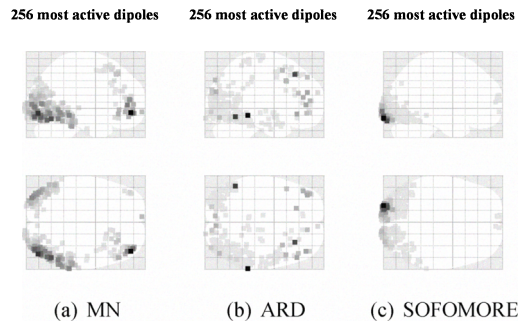 256 most active dipoles 256 most active dipoles 256 most active dipoles
(a) MN (b) ARD (c) SOFOMORE